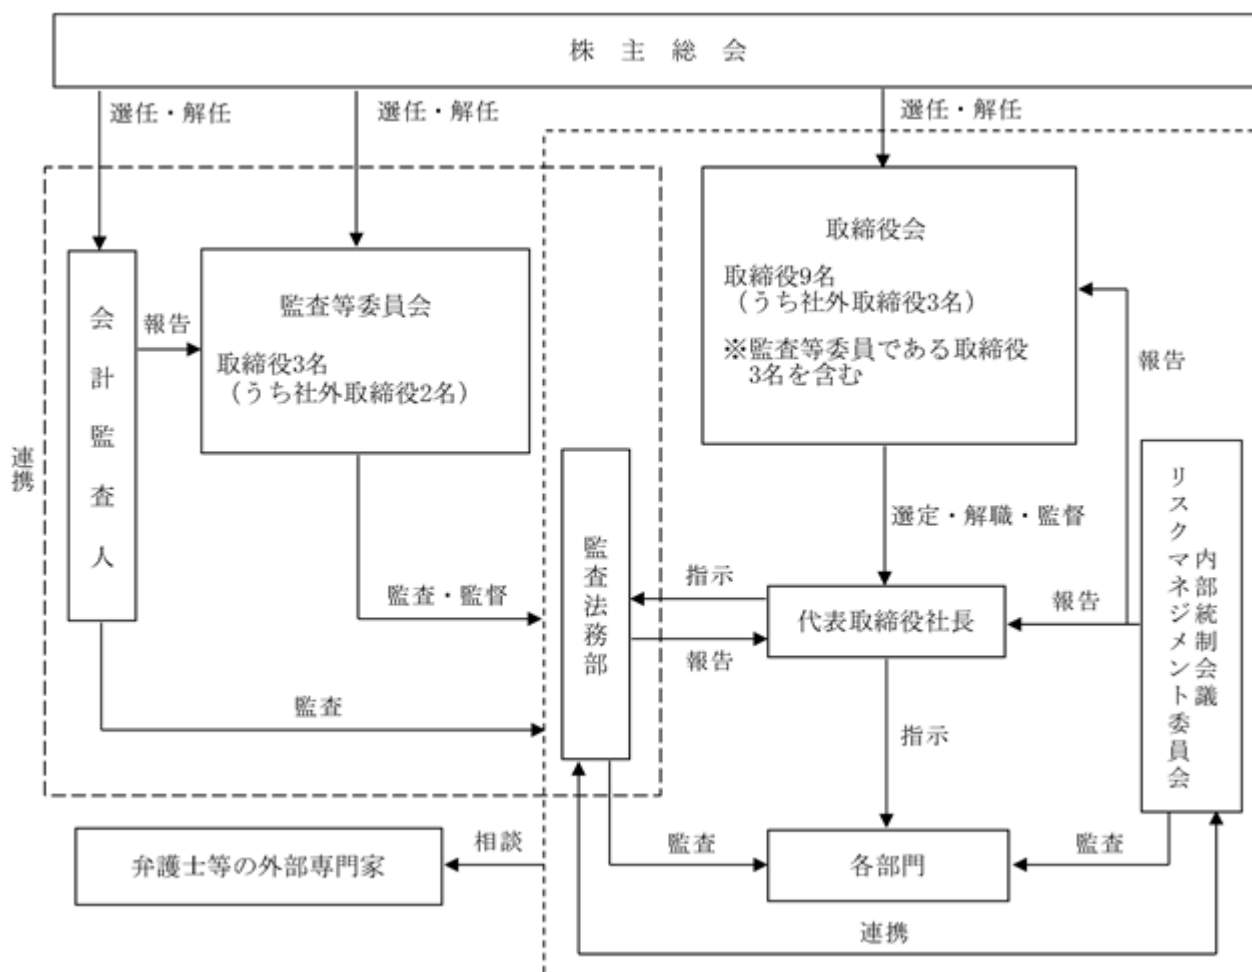 株主総会
選任・解任
選任・解任
選任・解任
取締役会
取締役9名
（うち社外取締役3名）
※監査等委員である取締役
3名を含む
会計監査人
報告
監査等委員会
取締役3名
（うち社外取締役2名）
報告
連携
監査法務部
選定・解職・監督
内部統制会議
リスクマネジメント委員会
監査・監督
指示
代表取締役社長
報告
報告
監査
指示
弁護士等の外部専門家
相談
監査
各部門
監査
連携